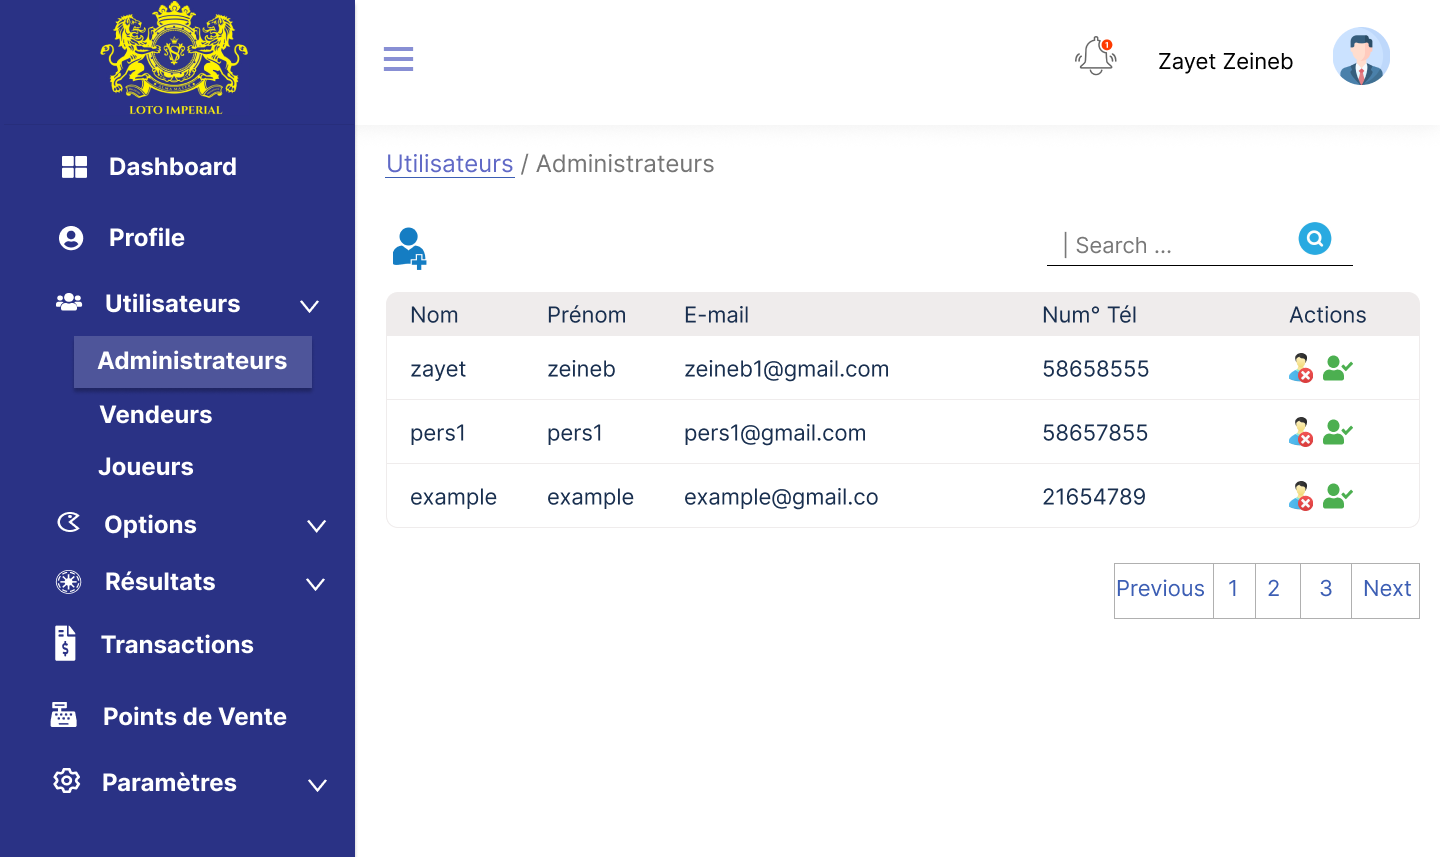 LOTO IMPERIAL
Dashboard
Profile
Utilisateurs
Administrateurs
Vendeurs
Joueurs
Options
Résultats
Transactions
Points de Vente
Paramètres
1
Zayet Zeineb
Utilisateurs / Administrateurs
| Search ...
Nom Prénom E-mail Num° Tél Actions
zayet zeineb zeineb1@gmail.com 58658555
pers1 pers1 pers1@gmail.com 58657855
example example example@gmail.co 21654789
Previous 1 2 3 Next